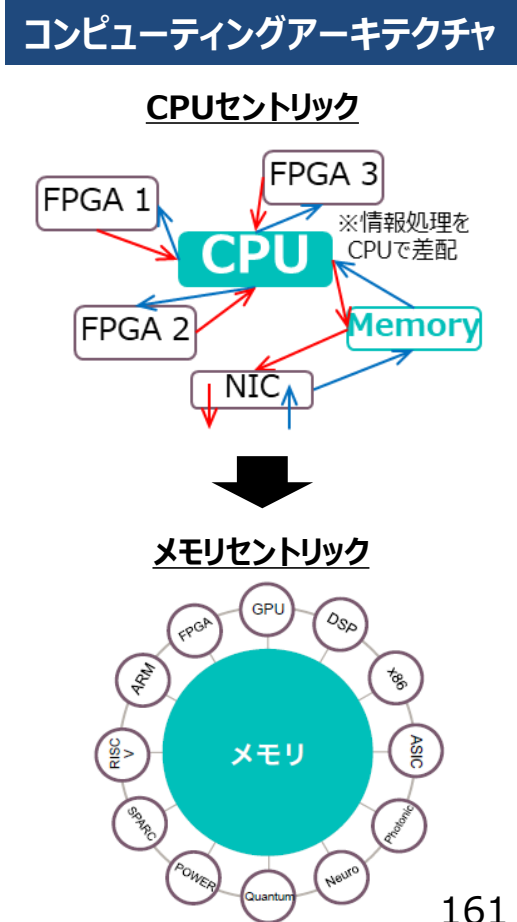 コンピューティングアーキテクチャ
CPUセントリック
FPGA 1
FPGA 3
※情報処理を
CPUで差配
CPU
FPGA 2
Memory
NIC
メモリセントリック
GPU
DSP
x86
ASIC
Photonic
Neuro
Quantum
POWER
SPARC
RISC
V
ARM
FPGA
メモリ
161